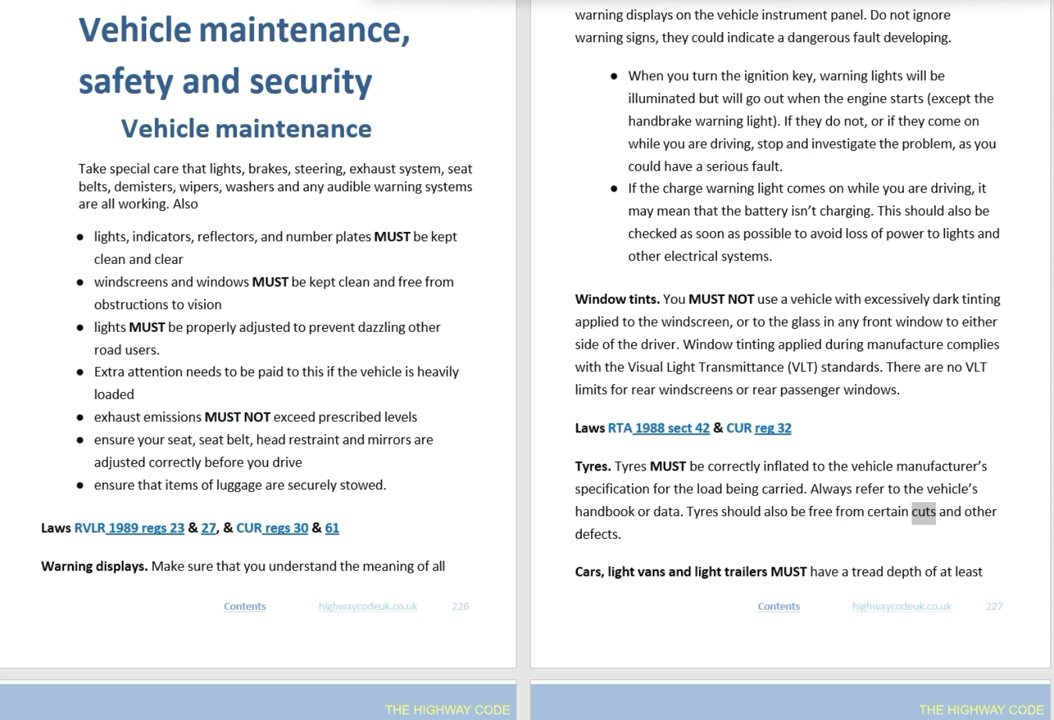 Vehicle maintenance,
safety and security
Vehicle maintenance
Take special care that lights, brakes, steering, exhaust system, seat
belts, demisters, wipers, washers and any audible warning systems
are all working. Also
● lights, indicators, reflectors, and number plates MUST be kept
clean and clear
● windscreens and windows MUST be kept clean and free from
obstructions to vision
● lights MUST be properly adjusted to prevent dazzling other
road users.
● Extra attention needs to be paid to this if the vehicle is heavily
loaded
● exhaust emissions MUST NOT exceed prescribed levels
● ensure your seat, seat belt, head restraint and mirrors are
adjusted correctly before you drive
● ensure that items of luggage are securely stowed.
Laws RVLR 1989 regs 23 & 27, & CUR regs 30 & 61
Warning displays. Make sure that you understand the meaning of all
Contents highwaycodeuk.co.uk 226
warning displays on the vehicle instrument panel. Do not ignore
warning signs, they could indicate a dangerous fault developing.
● When you turn the ignition key, warning lights will be
illuminated but will go out when the engine starts (except the
handbrake warning light). If they do not, or if they come on
while you are driving, stop and investigate the problem, as you
could have a serious fault.
● If the charge warning light comes on while you are driving, it
may mean that the battery isn’t charging. This should also be
checked as soon as possible to avoid loss of power to lights and
other electrical systems.
Window tints. You MUST NOT use a vehicle with excessively dark tinting
applied to the windscreen, or to the glass in any front window to either
side of the driver. Window tinting applied during manufacture complies
with the Visual Light Transmittance (VLT) standards. There are no VLT
limits for rear windscreens or rear passenger windows.
Laws RTA 1988 sect 42 & CUR reg 32
Tyres. Tyres MUST be correctly inflated to the vehicle manufacturer’s
specification for the load being carried. Always refer to the vehicle’s
handbook or data. Tyres should also be free from certain cuts and other
defects.
Cars, light vans and light trailers MUST have a tread depth of at least
Contents highwaycodeuk.co.uk 227
THE HIGHWAY CODE
THE HIGHWAY CODE